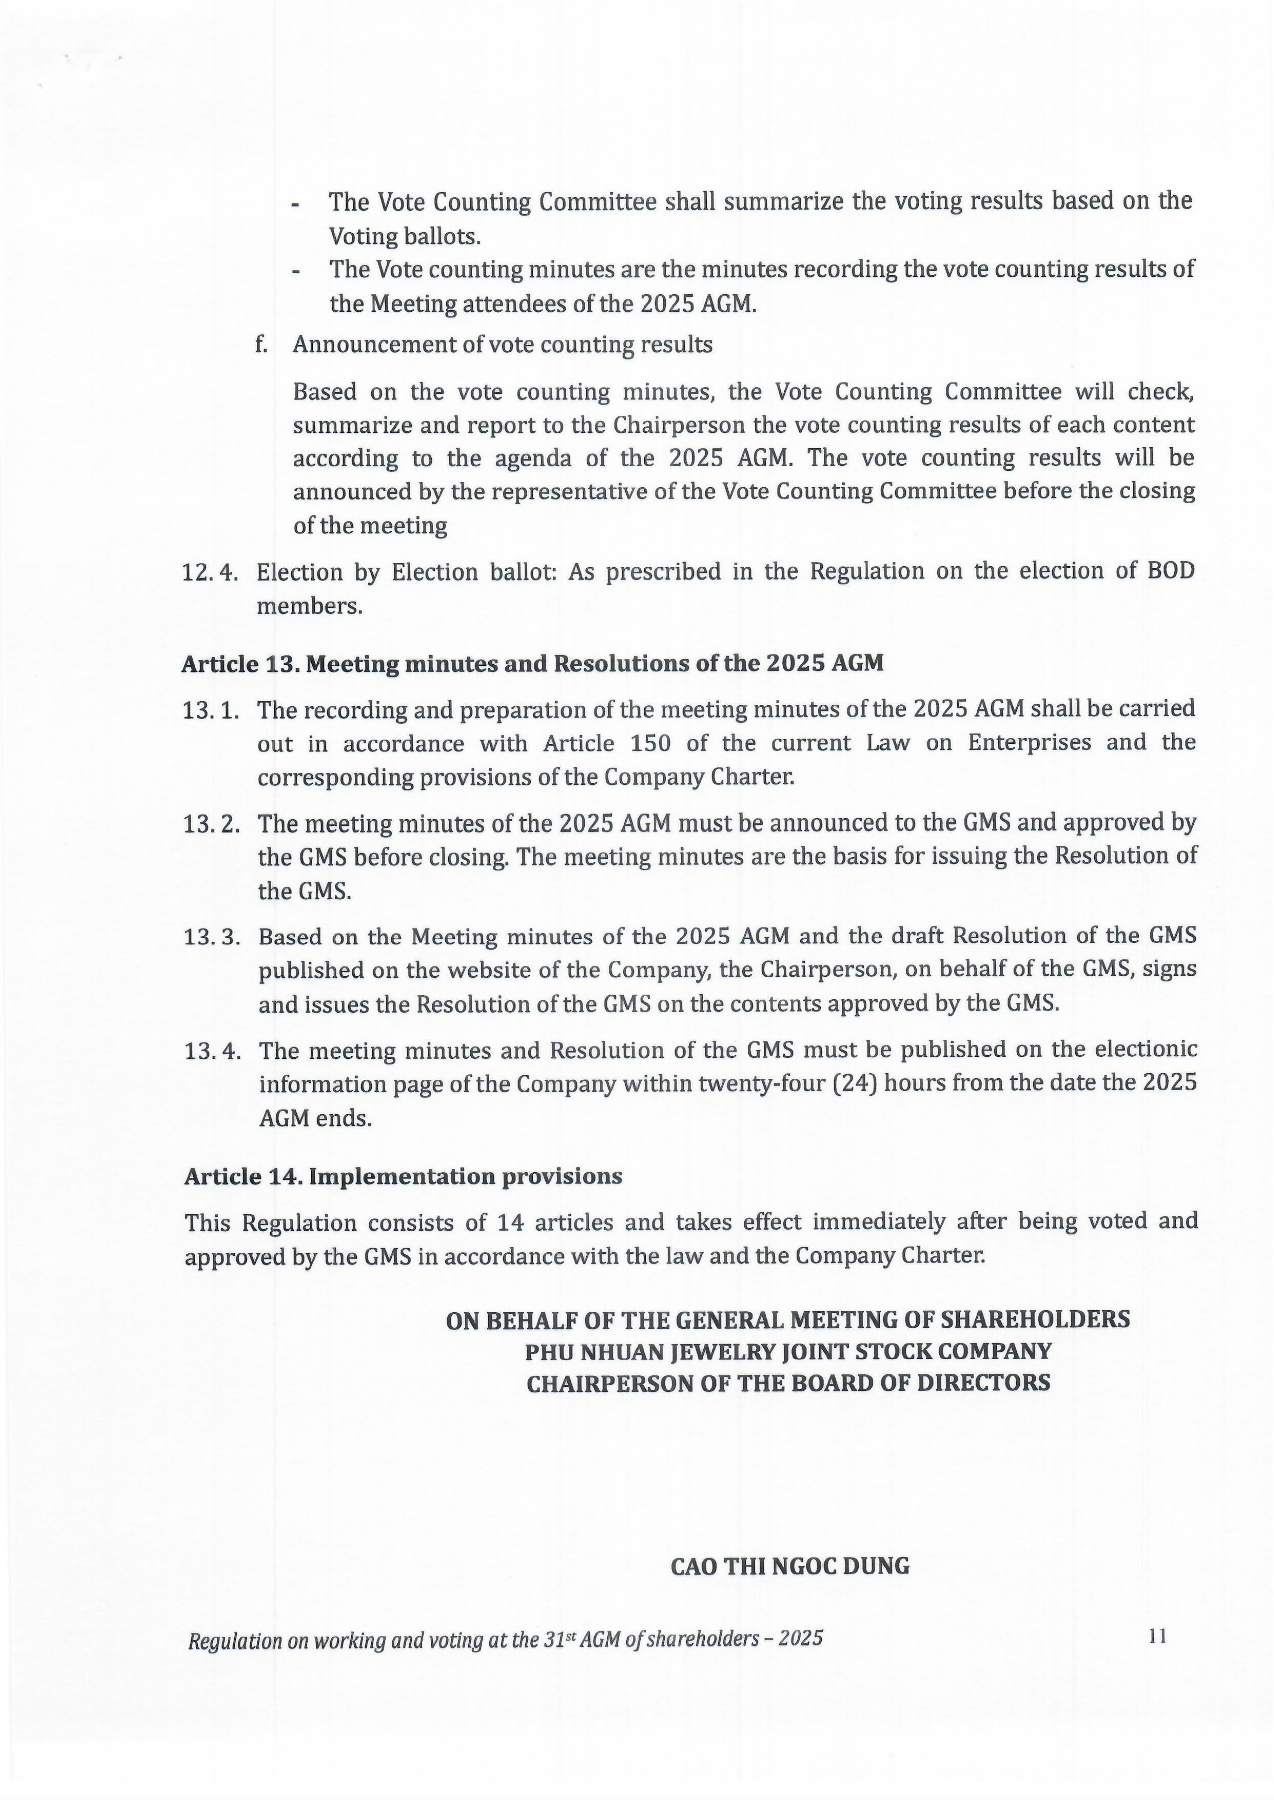 - The Vote Counting Committee shall summarize the voting results based on the
Voting ballots.
- The Vote counting minutes are the minutes recording the vote counting results of
the Meeting attendees of the 2025 AGM.
f. Announcement of vote counting results
Based on the vote counting minutes, the Vote Counting Committee will check,
summarize and report to the Chairperson the vote counting results of each content
according to the agenda of the 2025 AGM. The vote counting results will be
announced by the representative of the Vote Counting Committee before the closing
of the meeting
12. 4. Election by Election ballot: As prescribed in the Regulation on the election of BOD
members.
Article 13. Meeting minutes and Resolutions of the 2025 AGM
13. 1. The recording and preparation of the meeting minutes of the 2025 AGM shall be carried
out in accordance with Article 150 of the current Law on Enterprises and the
corresponding provisions of the Company Charter.
13. 2. The meeting minutes of the 2025 AGM must be announced to the GMS and approved by
the GMS before closing. The meeting minutes are the basis for issuing the Resolution of
the GMS.
13. 3. Based on the Meeting minutes of the 2025 AGM and the draft Resolution of the GMS
published on the website of the Company, the Chairperson, on behalf of the GMS, signs
and issues the Resolution of the GMS on the contents approved by the GMS.
13. 4. The meeting minutes and Resolution of the GMS must be published on the electionic
information page of the Company within twenty-four (24) hours from the date the 2025
AGM ends.
Article 14. Implementation provisions
This Regulation consists of 14 articles and takes effect immediately after being voted and
approved by the GMS in accordance with the law and the Company Charter.
ON BEHALF OF THE GENERAL MEETING OF SHAREHOLDERS
PHU NHUAN JEWELRY JOINT STOCK COMPANY
CHAIRPERSON OF THE BOARD OF DIRECTORS
CAO THI NGOC DUNG
Regulation on working and voting at the 31st AGM of shareholders – 2025 11